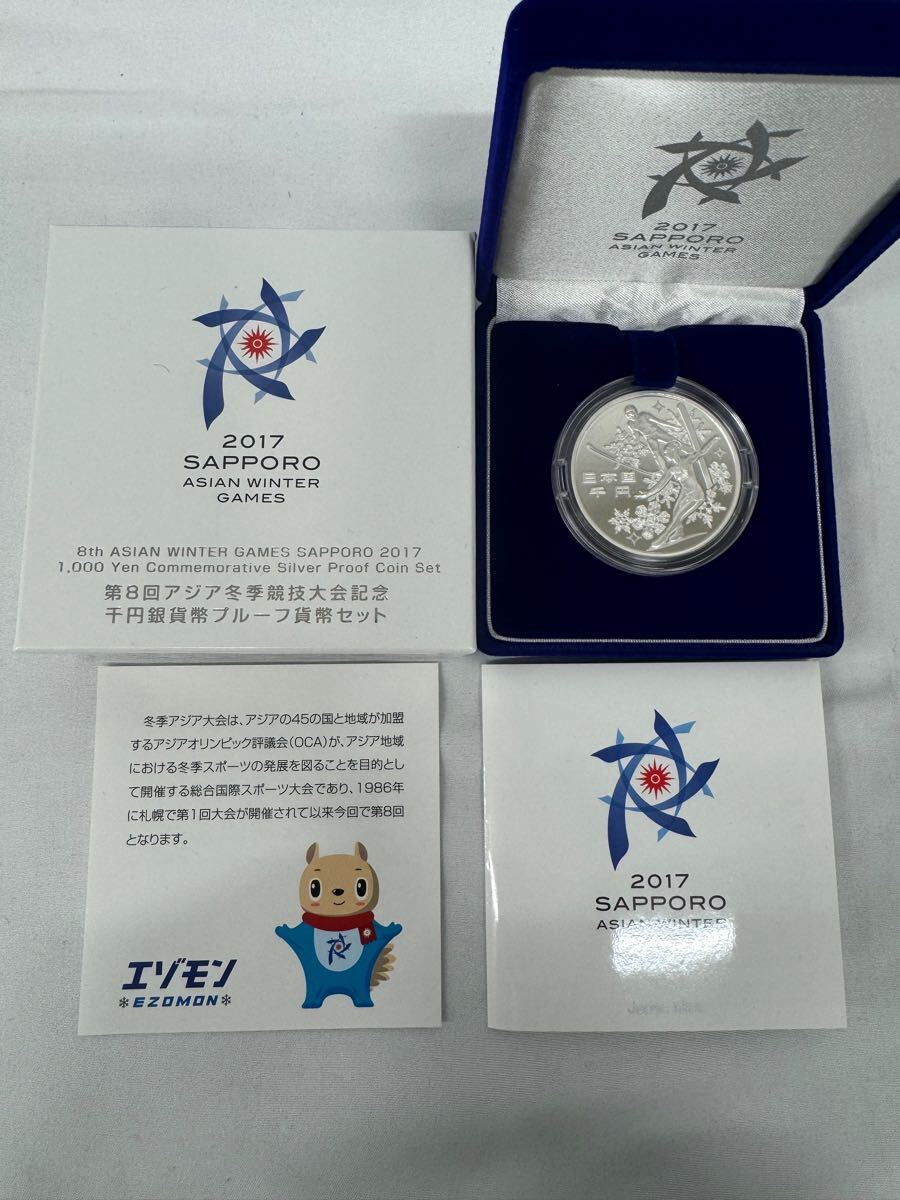 2017
SAPPORO
ASIAN WINTER
GAMES
8th ASIAN WINTER GAMES SAPPORO 2017
1,000 Yen Commemorative Silver Proof Coin Set
第8回アジア冬季競技大会記念
千円銀貨幣プルーフ貨幣セット
2017
SAPPORO
ASIAN WINTER
GAMES
日本国
千円
冬季アジア大会は、アジアの45の国と地域が加盟
するアジアオリンピック評議会(OCA)が、アジア地域
における冬季スポーツの発展を図ることを目的とし
て開催する総合国際スポーツ大会であり、1986年
に札幌で第1回大会が開催されて以来今回で第8回
となります。
エゾモン
EZOMON
2017
SAPPORO
ASIAN WINTER